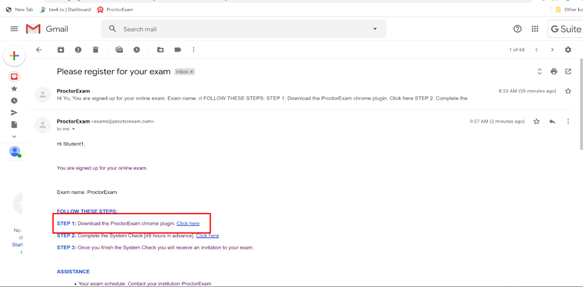 New Tab
tawk.to | Dashboard
ProctorExam
Other bo
Gmail
Search mail
G Suite
1 of 68
Please register for your exam
Inbox x
ProctorExam
8:33 AM (55 minutes ago)
Hi Yu, You are signed up for your online exam. Exam name: rt FOLLOW THESE STEPS: STEP 1: Download the ProctorExam chrome plugin. Click here STEP 2. Complete the
ProctorExam <exams@proctorexam.com>
9:27 AM (2 minutes ago)
to me
Hi Student1,
You are signed up for your online exam.
Exam name: ProctorExam
FOLLOW THESE STEPS:
STEP 1: Download the ProctorExam chrome plugin. Click here
STEP 2: Complete the System Check (48 hours in advance). Click here
STEP 3: Once you finish the System Check you will receive an invitation to your exam.
No
Start
ASSISTANCE
• Your exam schedule: Contact your institution ProctorExam